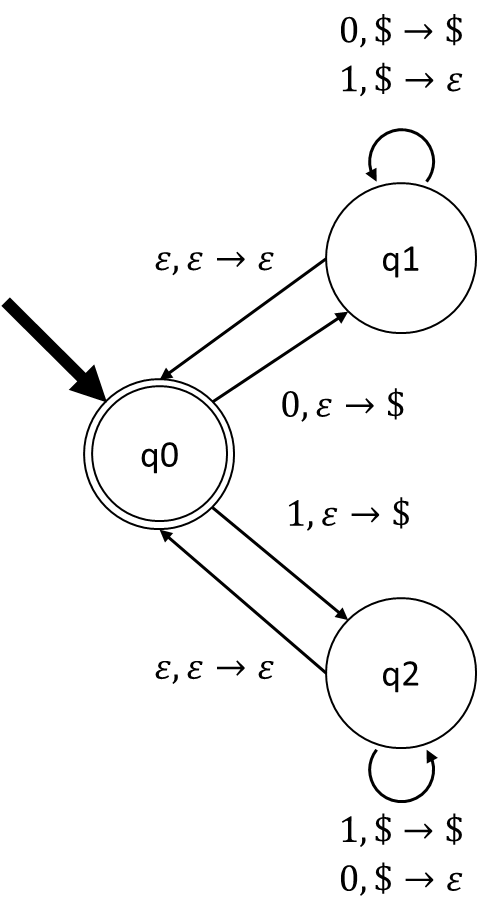 0, $ → $
1, $ → ε
q1
ε, ε → ε
0, ε → $
q0
1, ε → $
ε, ε → ε
q2
1, $ → $
0, $ → ε